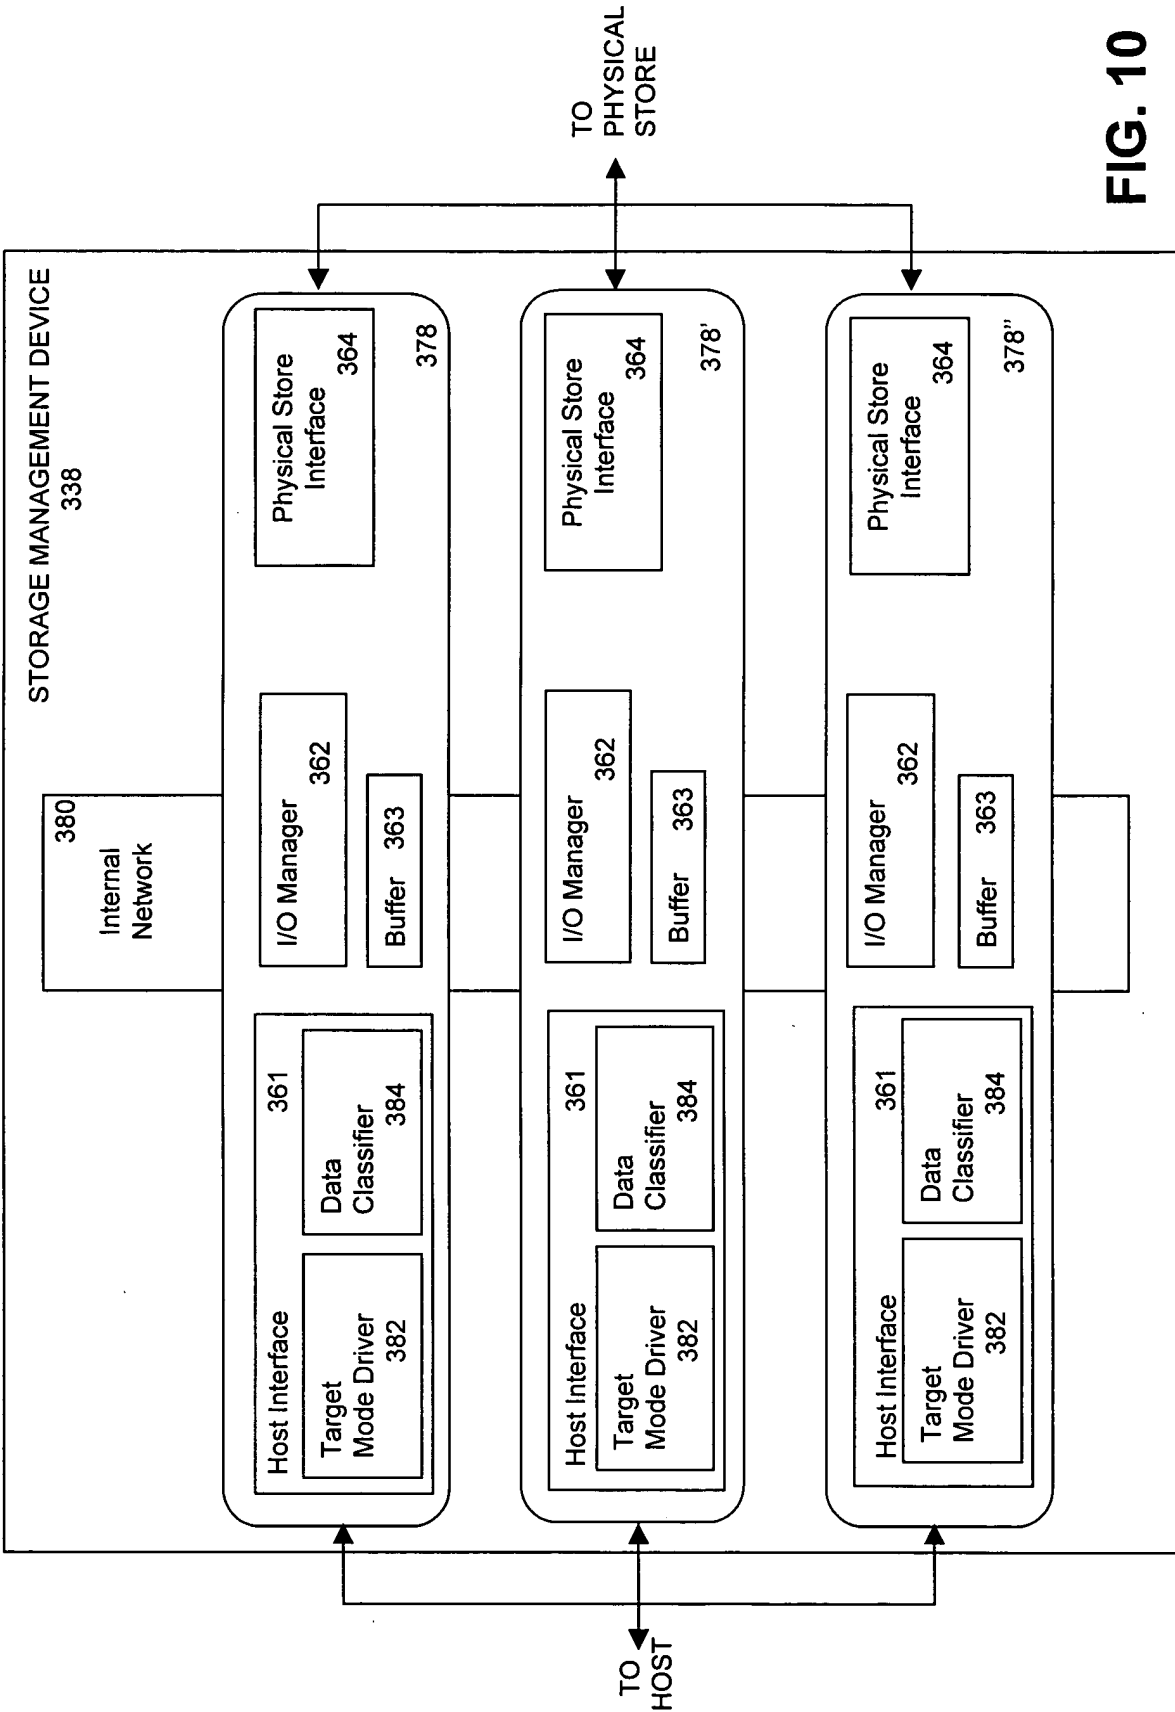 STORAGE MANAGEMENT DEVICE
338
380
Internal
Network
Host Interface
361
Target
Mode Driver
382
Data
Classifier
384
I/O Manager
362
Buffer 363
Physical Store
Interface
364
378
Host Interface
361
Target
Mode Driver
382
Data
Classifier
384
I/O Manager
362
Buffer 363
Physical Store
Interface
364
378'
Host Interface
361
Target
Mode Driver
382
Data
Classifier
384
I/O Manager
362
Buffer 363
Physical Store
Interface
364
378"
TO
HOST
TO
PHYSICAL
STORE
FIG. 10